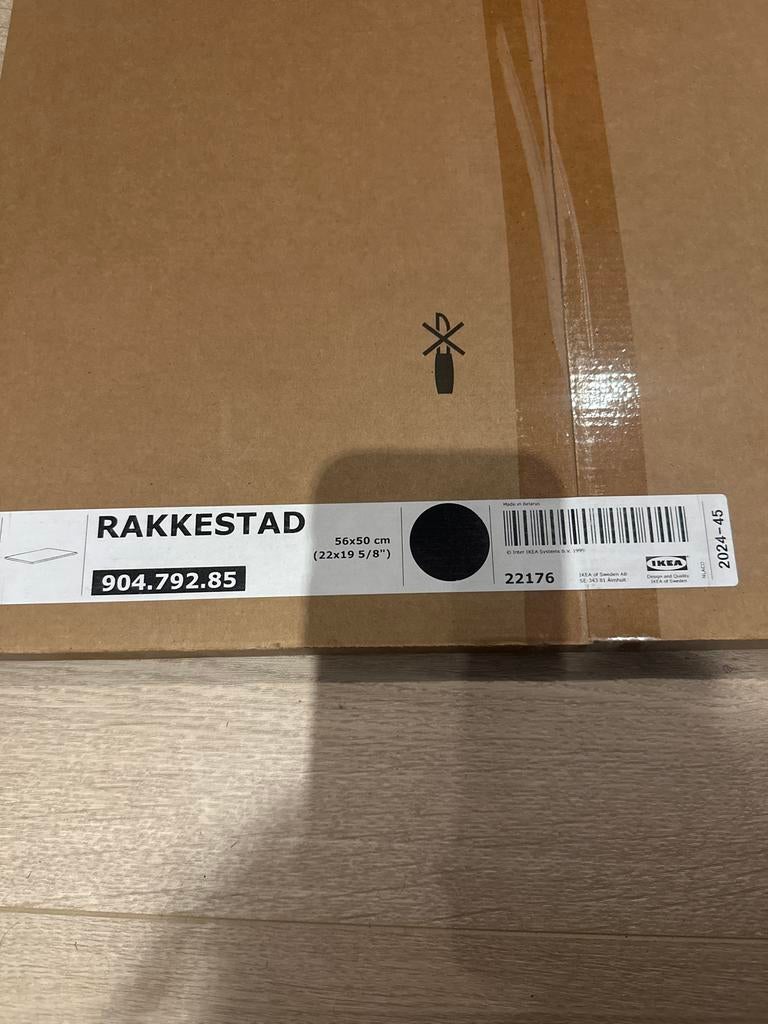 RAKKESTAD
904.792.85
56x50 cm
(22x19 5/8")
Made in Belarus
© Inter IKEA Systems B.V. 1999
22176
IKEA of Sweden AB
SE-343 81 Älmhult
IKEA
Design and Quality
IKEA of Sweden
2024-45